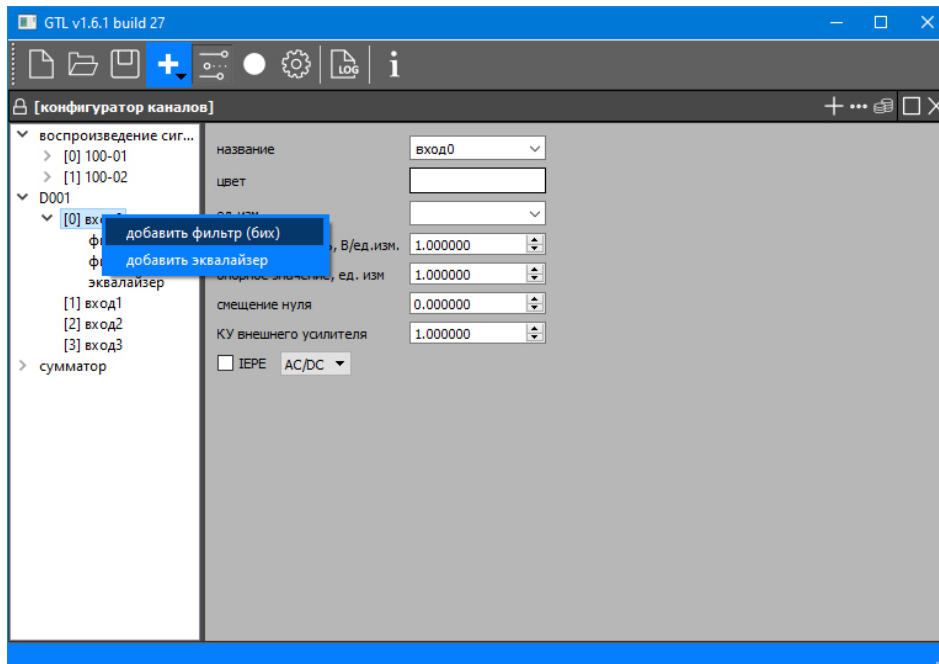 GTL v1.6.1 build 27
LOG
[конфигуратор каналов]
воспроизведение сиг...
[0] 100-01
[1] 100-02
D001
[0]
добавить фильтр (бих)
добавить эквалайзер
эквалайзер
[1] вход1
[2] вход2
[3] вход3
сумматор
название
вход0
цвет
В/ед.изм.
1.000000
опорное значение, ед. изм
1.000000
смещение нуля
0.000000
КУ внешнего усилителя
1.000000
IEPE
AC/DC